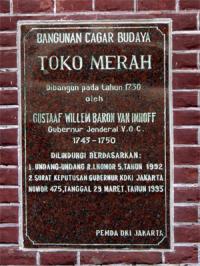 BANGUNAN CAGAR BUDAYA
TOKO MERAH
Dibangun pada tahun 1730
oleh
GUSTAAF WILLEM BARON VAN IMHOFF
Gubernur Jenderal V.O.C.
1743-1750
DILINDUNGI BERDASARKAN:
1. UNDANG-UNDANG R.I. NOMOR 5, TAHUN 1992
2. SURAT KEPUTUSAN GUBERNUR KDKI JAKARTA
NOMOR 475, TANGGAL 29 MARET, TAHUN 1993
PEMDA DKI JAKARTA